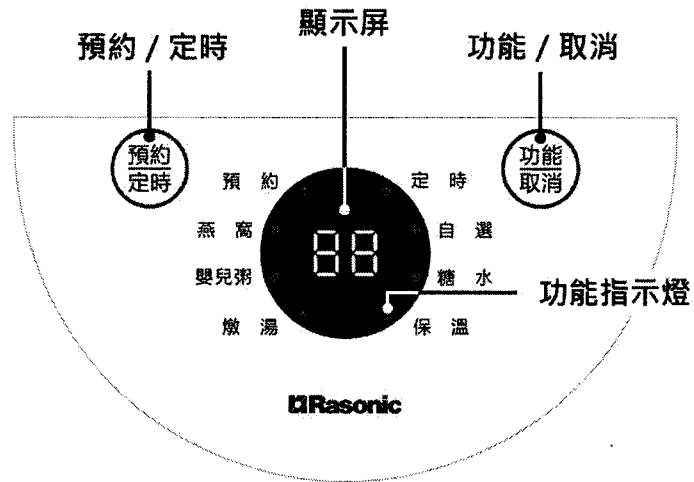 顯示屏
預約 / 定時
功能 / 取消
預約
定時
功能
取消
預約
定時
燕窩
自選
88
嬰兒粥
糖水
功能指示燈
燉湯
保溫
Rasonic